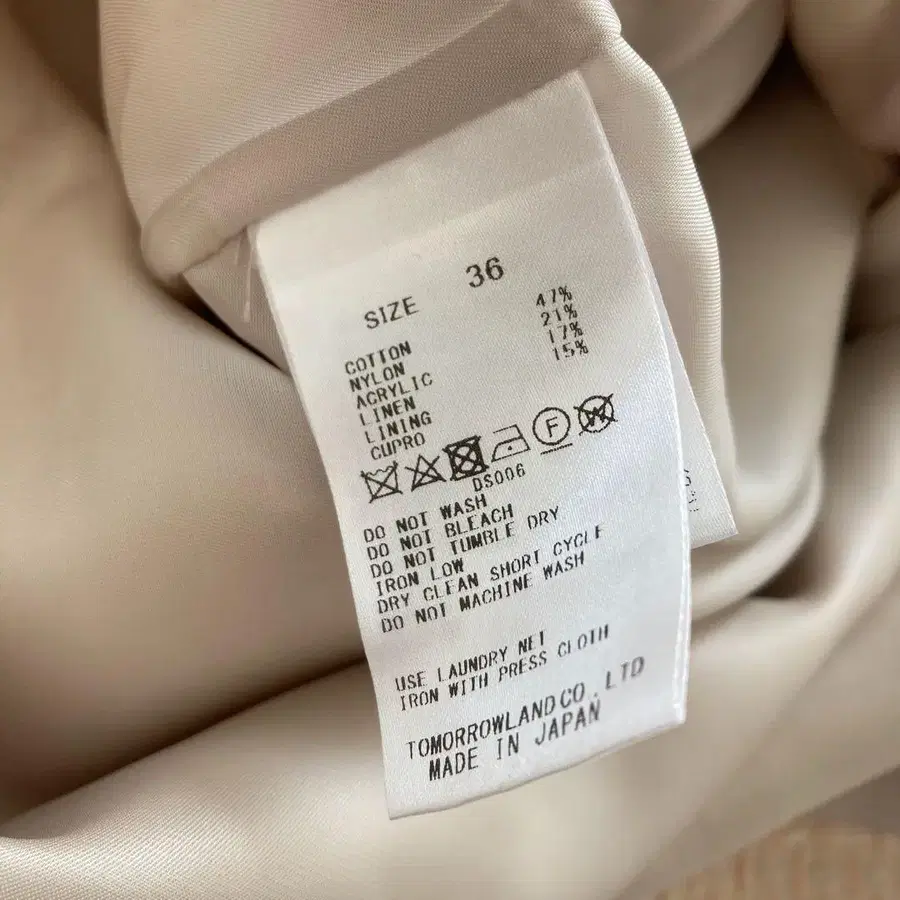 SIZE 36
COTTON 47%
NYLON 21%
ACRYLIC 17%
LINEN 15%
LINING
CUPRO
F W
DS006
DO NOT WASH
DO NOT BLEACH
DO NOT TUMBLE DRY
IRON LOW
DRY CLEAN SHORT CYCLE
DO NOT MACHINE WASH
USE LAUNDRY NET
IRON WITH PRESS CLOTH
TOMORROWLAND CO.,LTD
MADE IN JAPAN